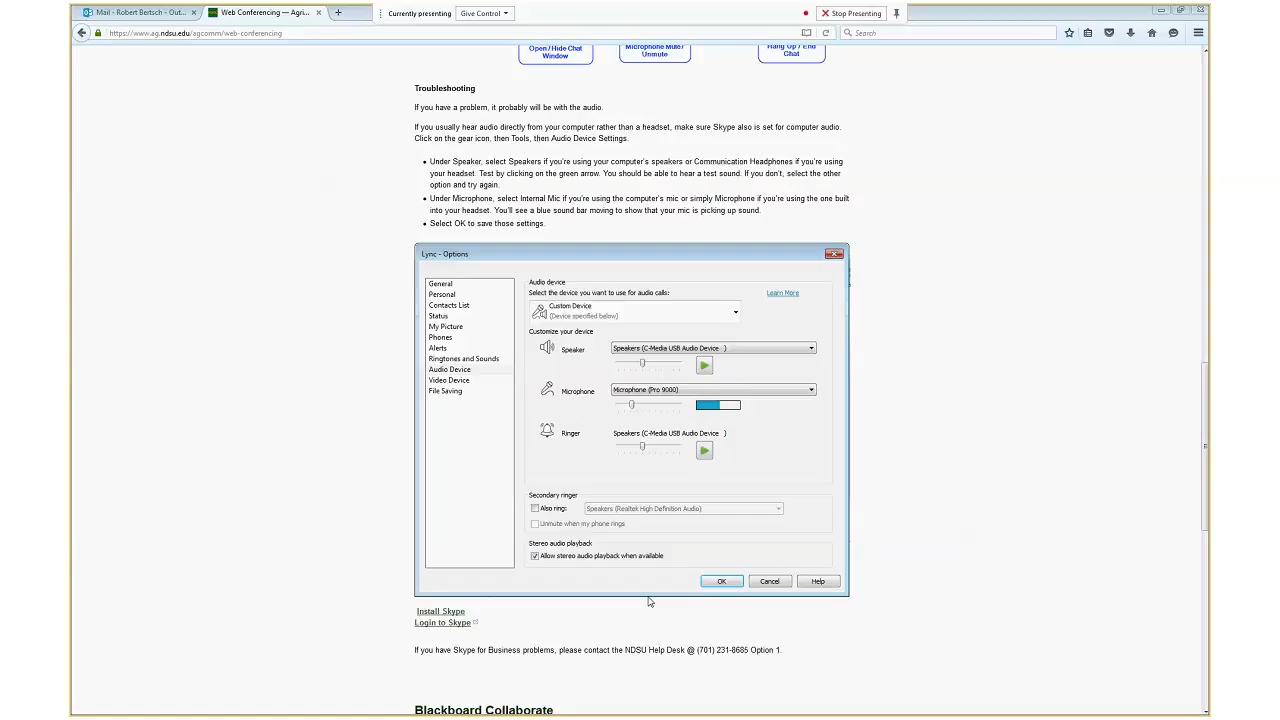 Mail - Robert Bertsch - Out...
Web Conferencing — Agri...
Currently presenting
Give Control
Stop Presenting
https://www.ag.ndsu.edu/agcomm/web-conferencing
Search
Open / Hide Chat
Window
Microphone Mute/
Unmute
Hang Up / End
Chat
Troubleshooting
If you have a problem, it probably will be with the audio.
If you usually hear audio directly from your computer rather than a headset, make sure Skype also is set for computer audio.
Click on the gear icon, then Tools, then Audio Device Settings.
• Under Speaker, select Speakers if you're using your computer's speakers or Communication Headphones if you're using
your headset. Test by clicking on the green arrow. You should be able to hear a test sound. If you don't, select the other
option and try again.
• Under Microphone, select Internal Mic if you're using the computer's mic or simply Microphone if you're using the one built
into your headset. You'll see a blue sound bar moving to show that your mic is picking up sound.
• Select OK to save those settings.
Lync - Options
General
Personal
Contacts List
Status
My Picture
Phones
Alerts
Ringtones and Sounds
Audio Device
Video Device
File Saving
Audio device
Select the device you want to use for audio calls:
Learn More
Custom Device
(Device specified below)
Customize your device
Speaker
Speakers (C-Media USB Audio Device )
Microphone
Microphone (Pro 9000)
Ringer
Speakers (C-Media USB Audio Device )
Secondary ringer
Also ring:
Speakers (Realtek High Definition Audio)
Unmute when my phone rings
Stereo audio playback
Allow stereo audio playback when available
OK
Cancel
Help
Install Skype
Login to Skype
If you have Skype for Business problems, please contact the NDSU Help Desk @ (701) 231-8685 Option 1.
Blackboard Collaborate